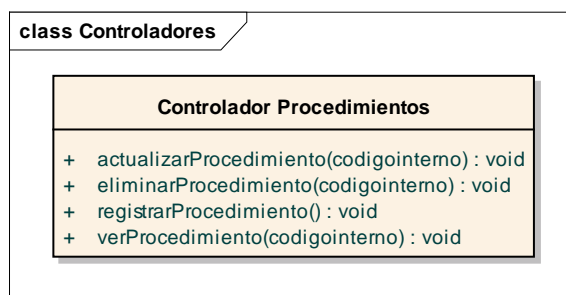 class Controladores
Controlador Procedimientos
+ actualizarProcedimiento(codigointerno) : void
+ eliminarProcedimiento(codigointerno) : void
+ registrarProcedimiento() : void
+ verProcedimiento(codigointerno) : void